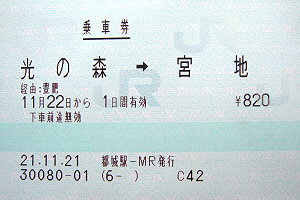 乗車券
光の森 → 宮地
経由:豊肥
11月22日から 1日間有効 ¥820
下車前途無効
21.11.21 都城駅-MR発行
30080-01 (6- ) C42